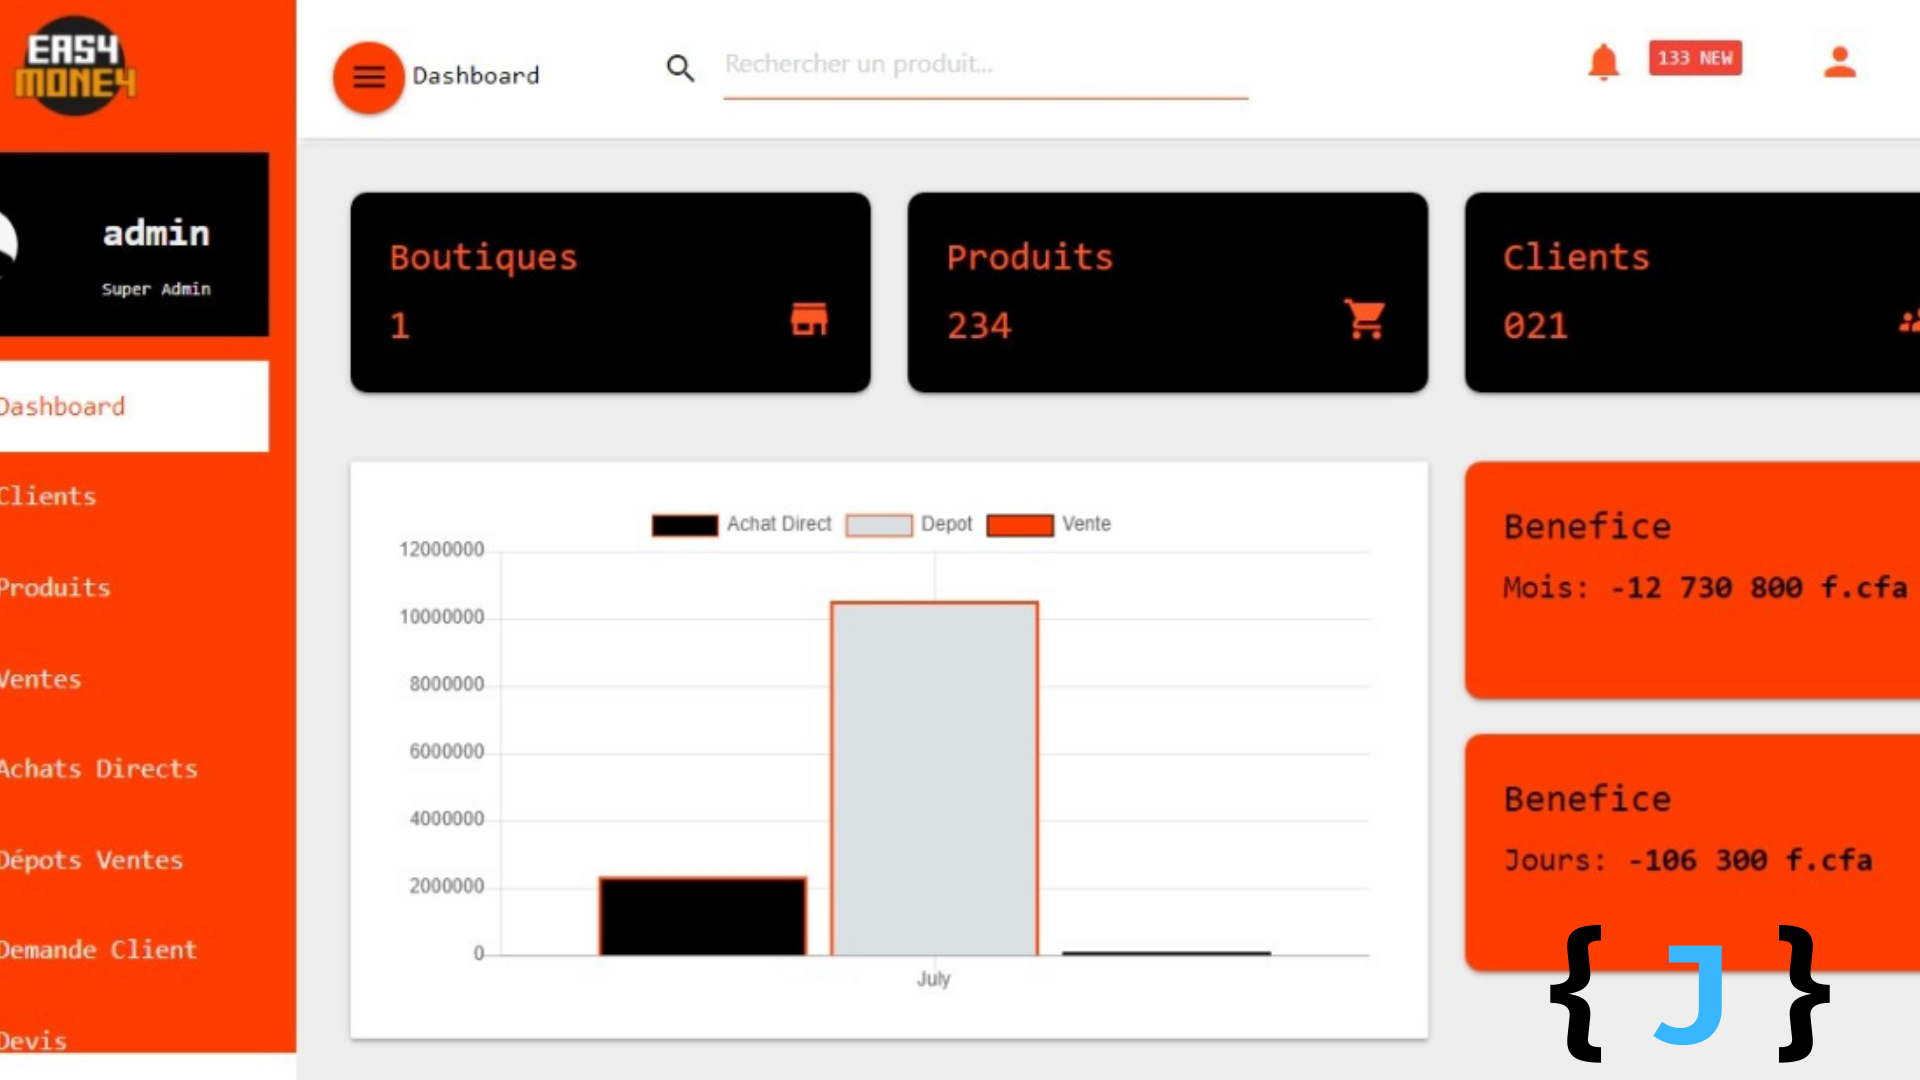 EASY
MONEY
Dashboard
Rechercher un produit...
133 NEW
admin
Super Admin
Dashboard
Clients
Produits
Ventes
Achats Directs
Dépots Ventes
Demande Client
Devis
Boutiques
1
Produits
234
Clients
021
Achat Direct Depot Vente
12000000
10000000
8000000
6000000
4000000
2000000
0
July
Benefice
Mois: -12 730 800 f.cfa
Benefice
Jours: -106 300 f.cfa
{ J }